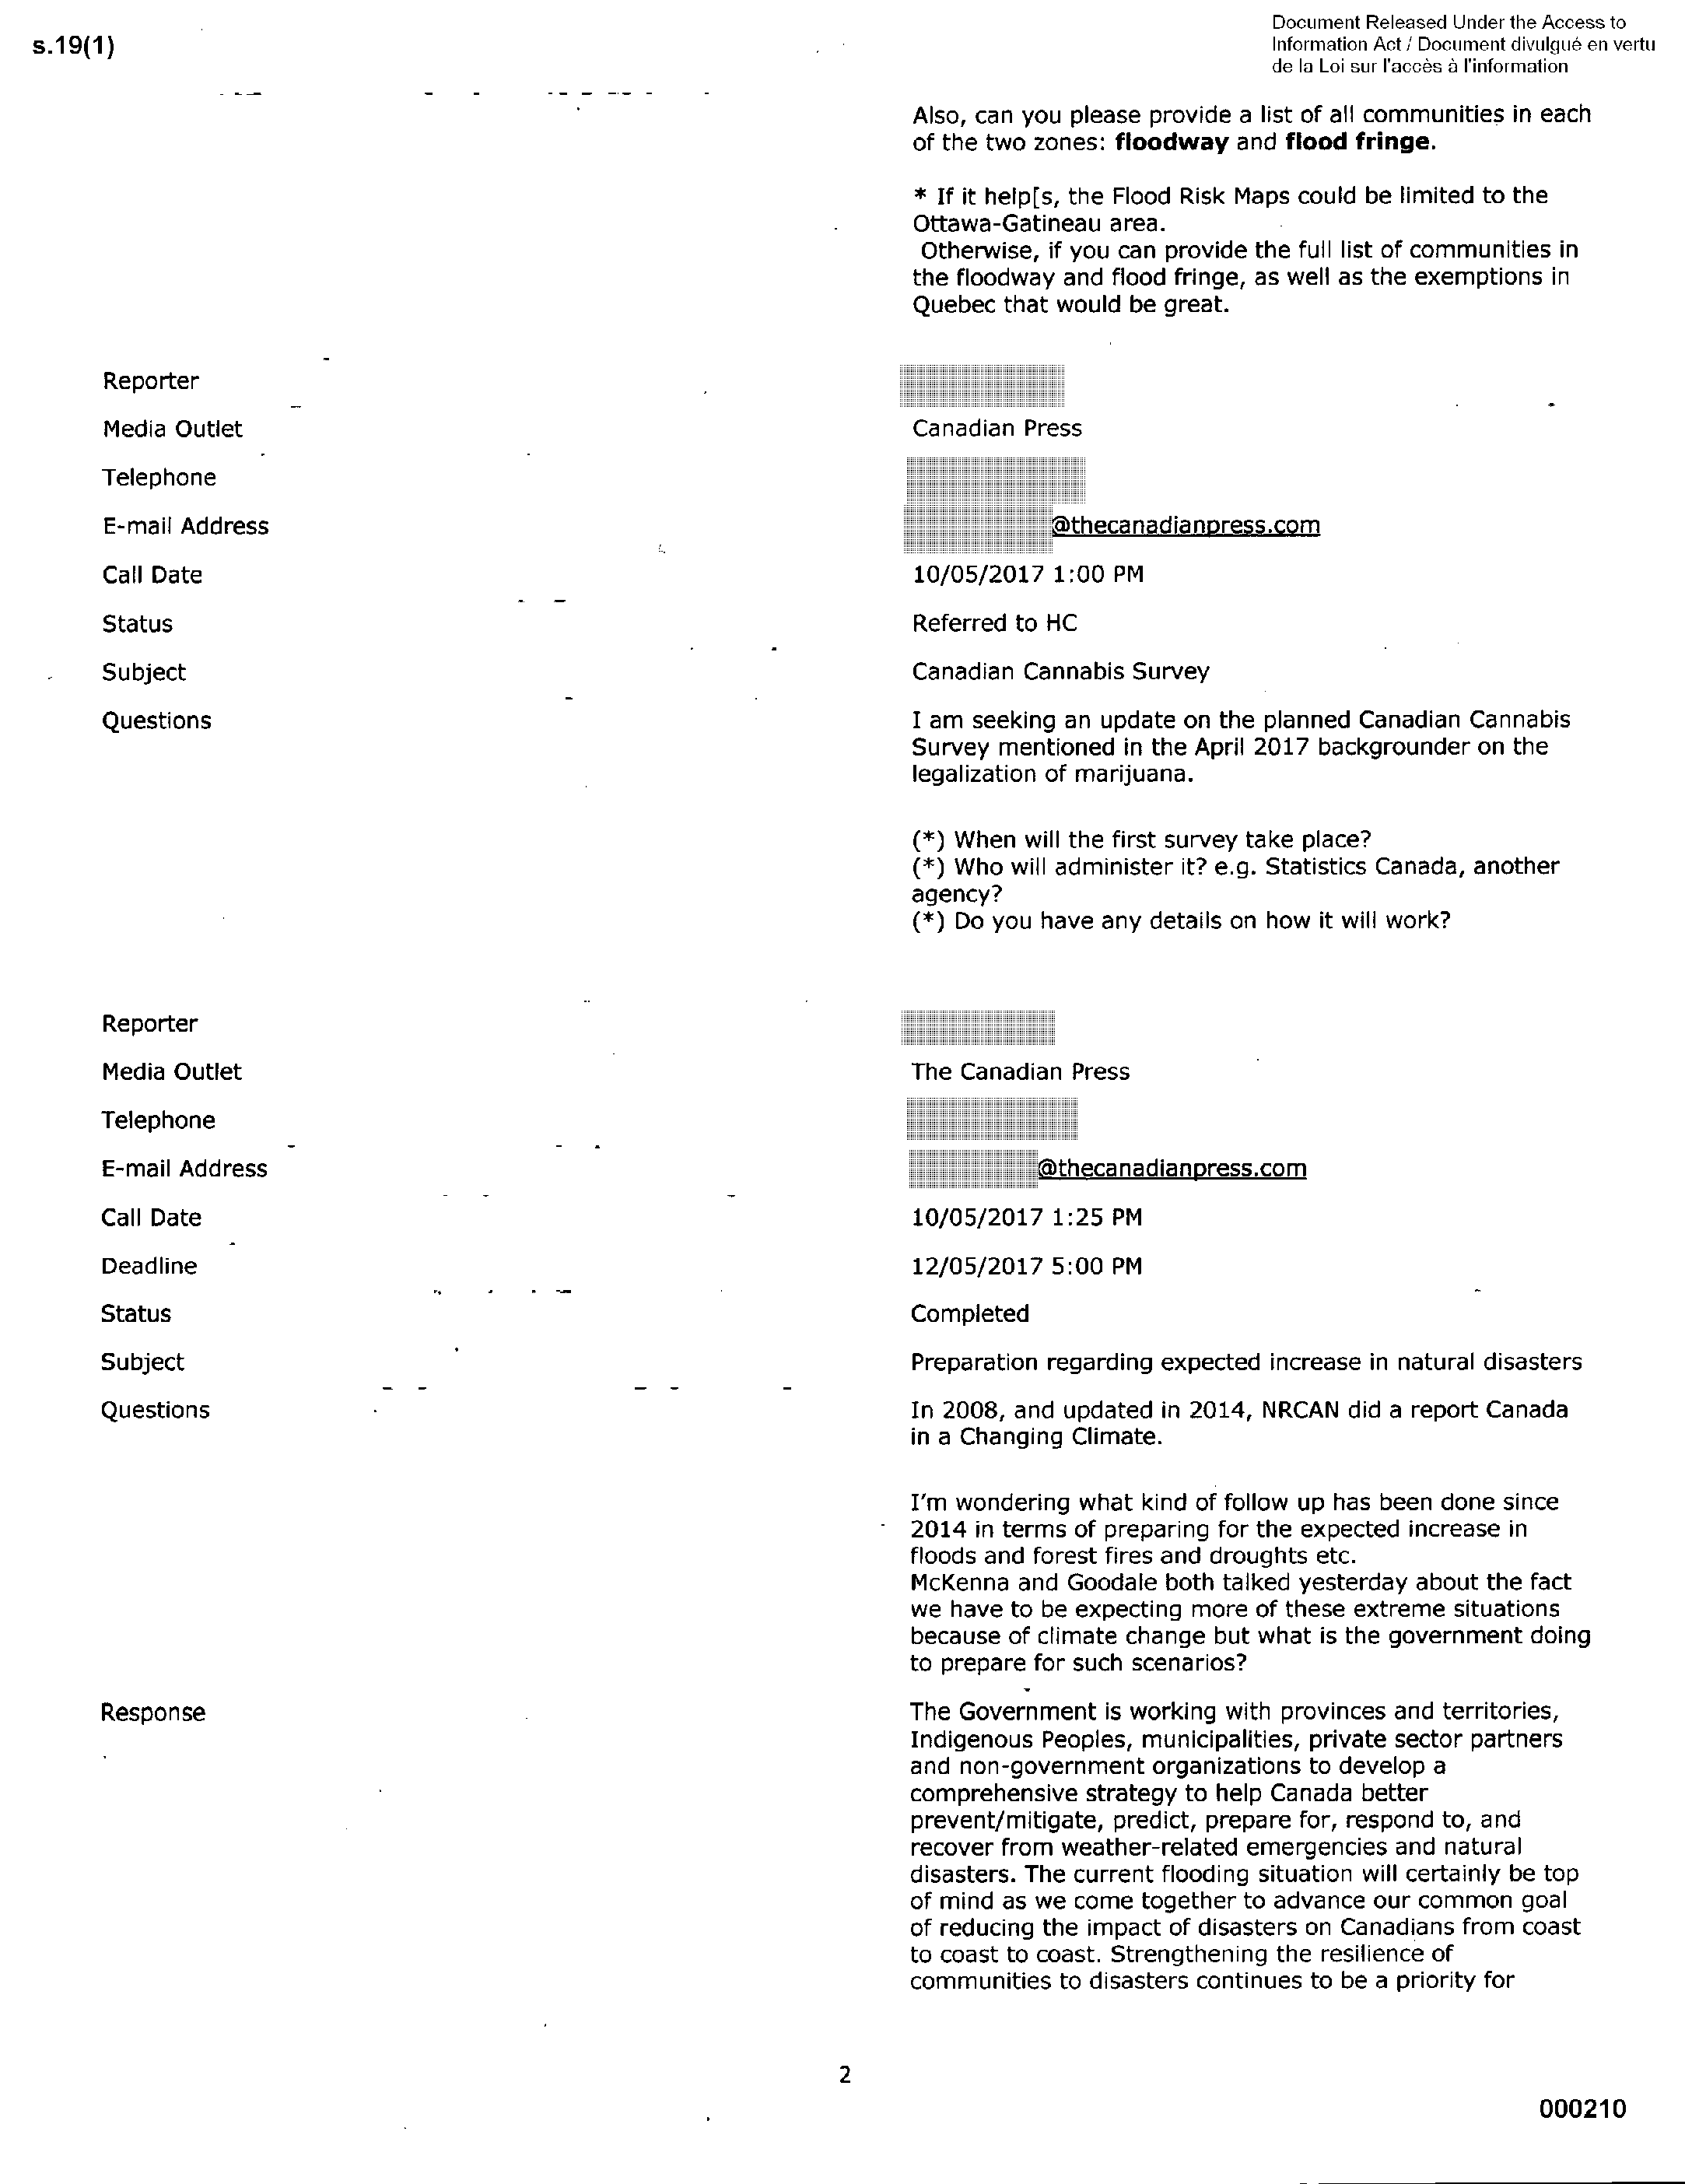 s.19(1)
Document Released Under the Access to
Information Act / Document divulgué en vertu
de la Loi sur l'accès à l'information
Also, can you please provide a list of all communities in each
of the two zones: floodway and flood fringe.
* If it help[s, the Flood Risk Maps could be limited to the
Ottawa-Gatineau area.
Otherwise, if you can provide the full list of communities in
the floodway and flood fringe, as well as the exemptions in
Quebec that would be great.
Reporter
Media Outlet Canadian Press
Telephone
E-mail Address @thecanadianpress.com
Call Date 10/05/2017 1:00 PM
Status Referred to HC
Subject Canadian Cannabis Survey
Questions I am seeking an update on the planned Canadian Cannabis
Survey mentioned in the April 2017 backgrounder on the
legalization of marijuana.
(*) When will the first survey take place?
(*) Who will administer it? e.g. Statistics Canada, another
agency?
(*) Do you have any details on how it will work?
Reporter
Media Outlet The Canadian Press
Telephone
E-mail Address @thecanadianpress.com
Call Date 10/05/2017 1:25 PM
Deadline 12/05/2017 5:00 PM
Status Completed
Subject Preparation regarding expected increase in natural disasters
Questions In 2008, and updated in 2014, NRCAN did a report Canada
in a Changing Climate.
I'm wondering what kind of follow up has been done since
2014 in terms of preparing for the expected increase in
floods and forest fires and droughts etc.
McKenna and Goodale both talked yesterday about the fact
we have to be expecting more of these extreme situations
because of climate change but what is the government doing
to prepare for such scenarios?
Response The Government is working with provinces and territories,
Indigenous Peoples, municipalities, private sector partners
and non-government organizations to develop a
comprehensive strategy to help Canada better
prevent/mitigate, predict, prepare for, respond to, and
recover from weather-related emergencies and natural
disasters. The current flooding situation will certainly be top
of mind as we come together to advance our common goal
of reducing the impact of disasters on Canadians from coast
to coast to coast. Strengthening the resilience of
communities to disasters continues to be a priority for
2
000210